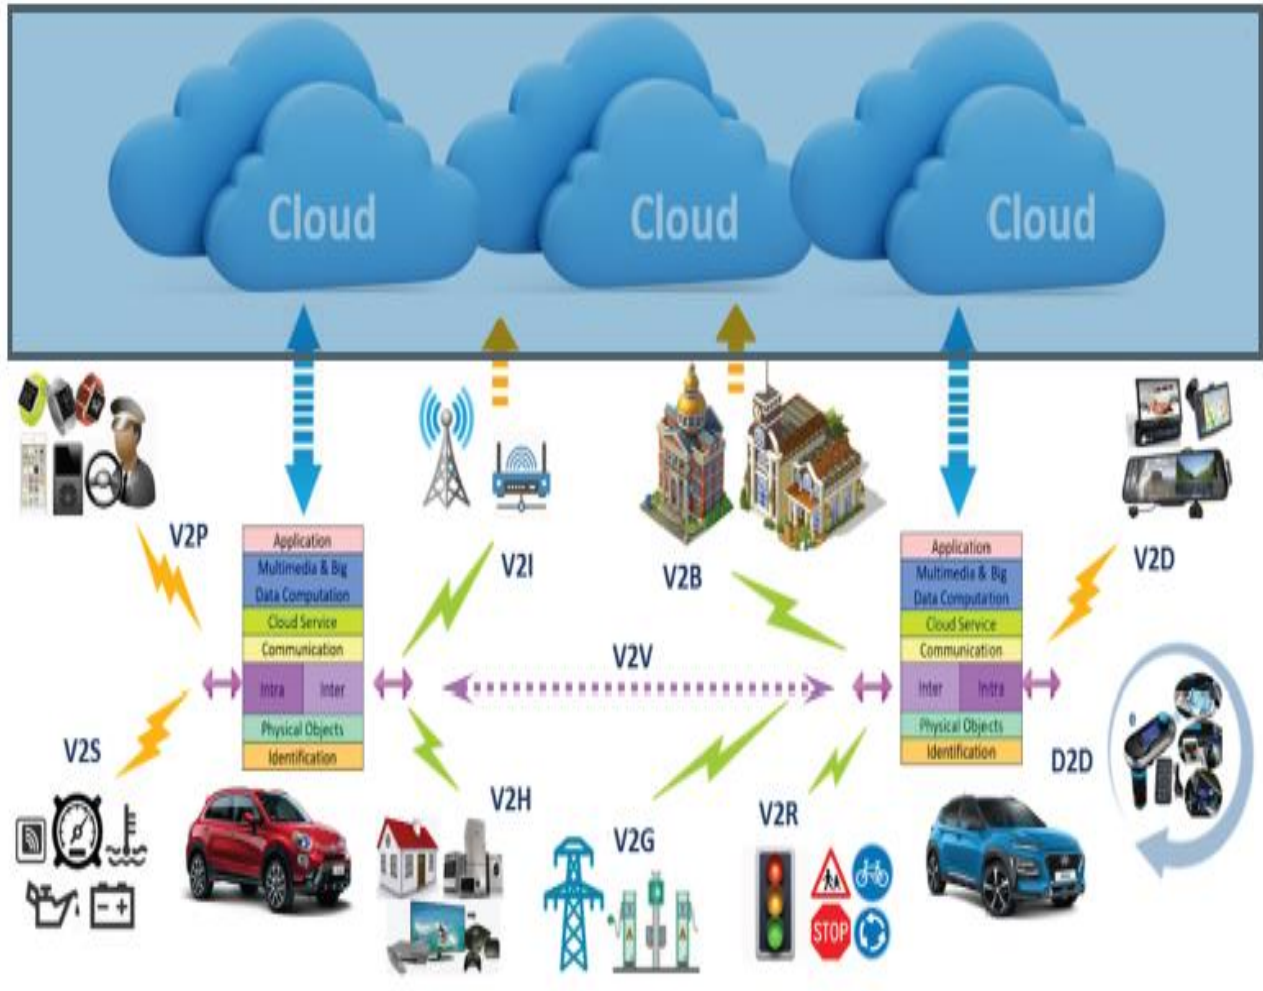 Cloud
Cloud
Cloud
V2P
V2I
V2B
V2D
Application
Multimedia & Big
Data Computation
Cloud Service
Communication
Intra
Inter
Physical Objects
Identification
V2V
Application
Multimedia & Big
Data Computation
Cloud Service
Communication
Inter
Intra
Physical Objects
Identification
V2S
V2H
V2G
V2R
D2D
STOP